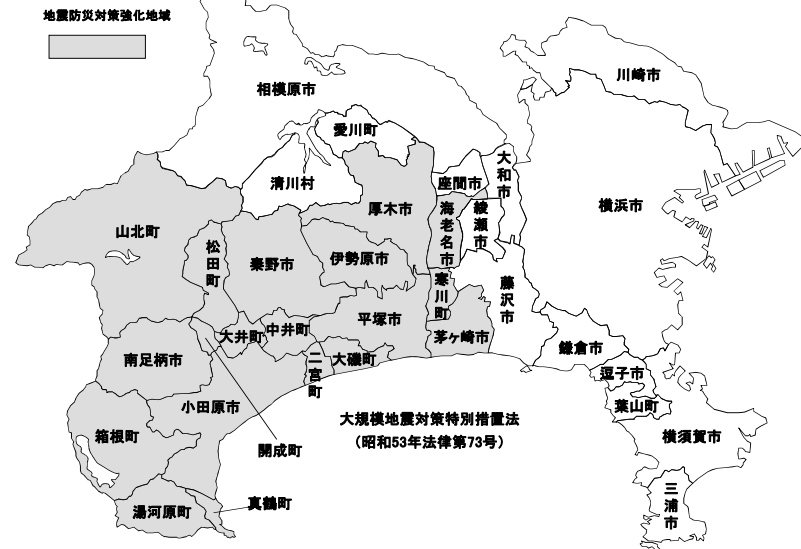 地震防災対策強化地域
川崎市
相模原市
愛川町
大和市
座間市
清川村
厚木市
海老名市
綾瀬市
横浜市
山北町
松田町
秦野市
伊勢原市
寒川町
藤沢市
平塚市
大井町
中井町
茅ヶ崎市
鎌倉市
南足柄市
二宮町
大磯町
逗子市
小田原市
葉山町
大規模地震対策特別措置法
（昭和53年法律第73号）
箱根町
開成町
横須賀市
真鶴町
湯河原町
三浦市